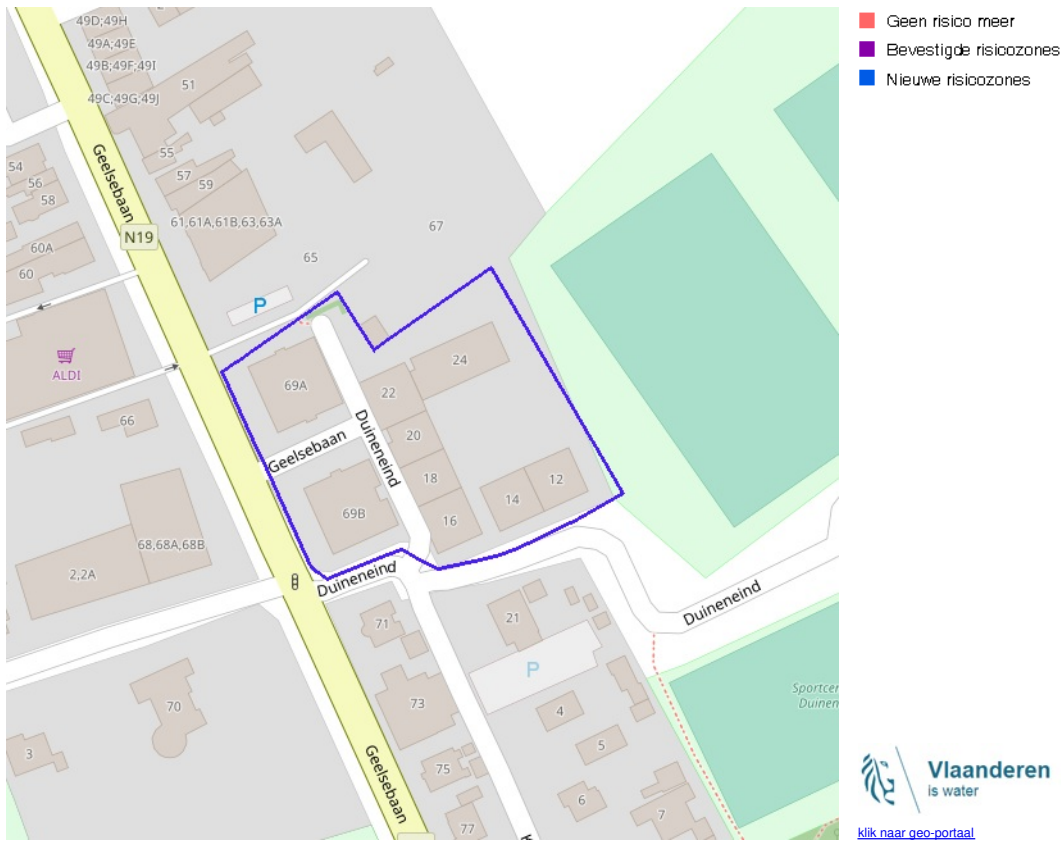 49D;49H
49A;49E
49B;49F;49I
51
49C;49G;49J
Geelsebaan
55
54
57
59
56
58
61,61A,61B,63,63A
67
N19
60A
65
60
P
ALDI
69A
24
22
66
Duineneind
20
Geelsebaan
18
14
12
69B
16
68,68A,68B
2,2A
Duineneind
Duineneind
21
71
P
Sportcen
Duinen
70
73
4
3
5
Geelsebaan
75
6
7
77
K
Geen risico meer
Bevestigde risicozones
Nieuwe risicozones
Vlaanderen
is water
klik naar geo-portaal